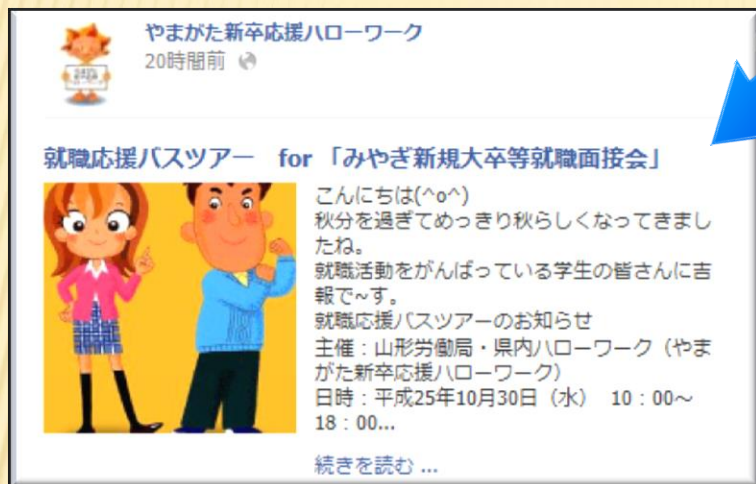 やまがた新卒応援ハローワーク
20時間前
就職応援バスツアー　for 「みやぎ新規大卒等就職面接会」
こんにちは(^o^)
秋分を過ぎてめっきり秋らしくなってきまし
たね。
就職活動をがんばっている学生の皆さんに吉
報で~す。
就職応援バスツアーのお知らせ
主催：山形労働局・県内ハローワーク（やま
がた新卒応援ハローワーク）
日時：平成25年10月30日（水）　10：00～
18：00...
続きを読む ...